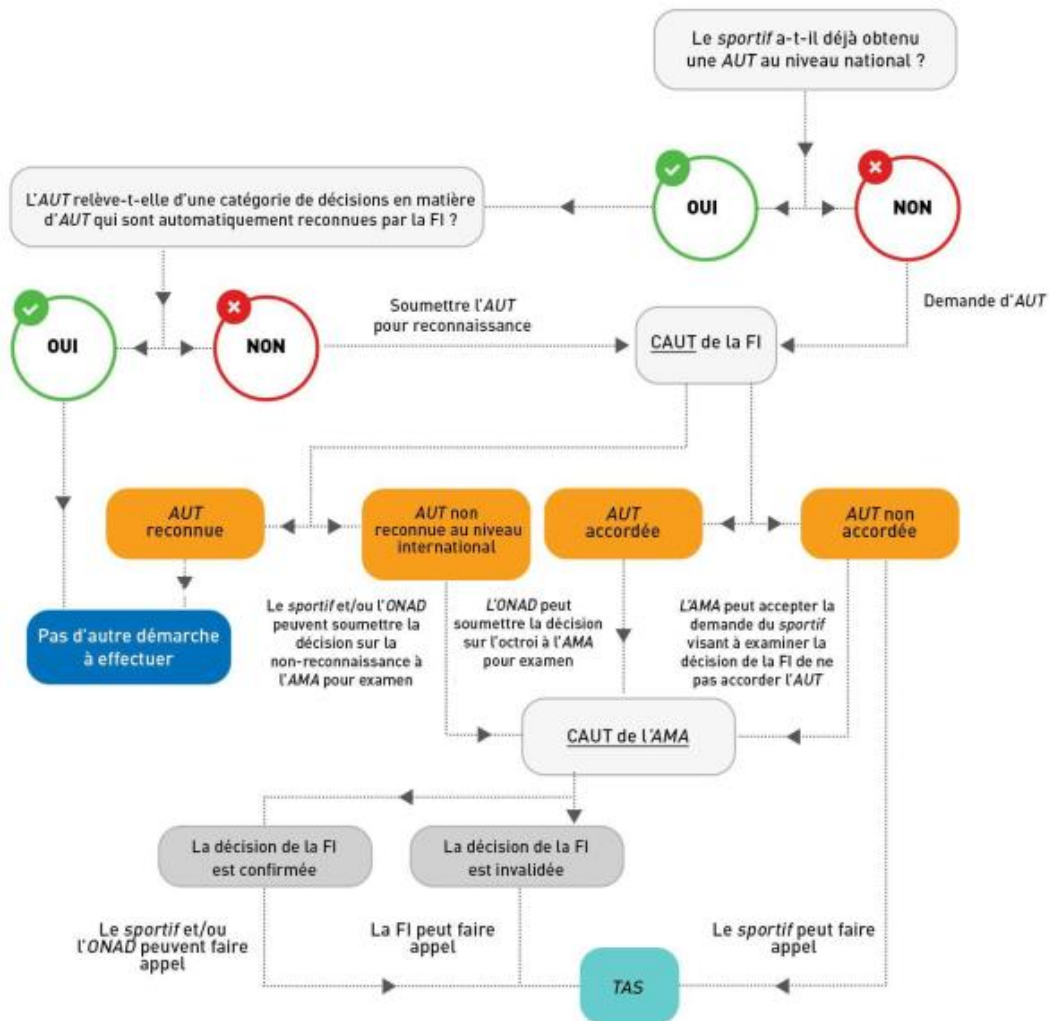 Le sportif a-t-il déjà obtenu
une AUT au niveau national ?
OUI
NON
L'AUT relève-t-elle d'une catégorie de décisions en matière
d'AUT qui sont automatiquement reconnues par la FI ?
OUI
NON
Soumettre l'AUT
pour reconnaissance
Demande d'AUT
CAUT de la FI
AUT
reconnue
AUT non
reconnue au niveau
international
AUT
accordée
AUT non
accordée
Pas d'autre démarche
à effectuer
Le sportif et/ou l'ONAD
peuvent soumettre la
décision sur la
non-reconnaissance à
l'AMA pour examen
L'ONAD peut
soumettre la décision
sur l'octroi à l'AMA
pour examen
L'AMA peut accepter la
demande du sportif
visant à examiner la
décision de la FI de ne
pas accorder l'AUT
CAUT de l'AMA
La décision de la FI
est confirmée
La décision de la FI
est invalidée
Le sportif et/ou
l'ONAD peuvent faire
appel
La FI peut faire
appel
Le sportif peut faire
appel
TAS